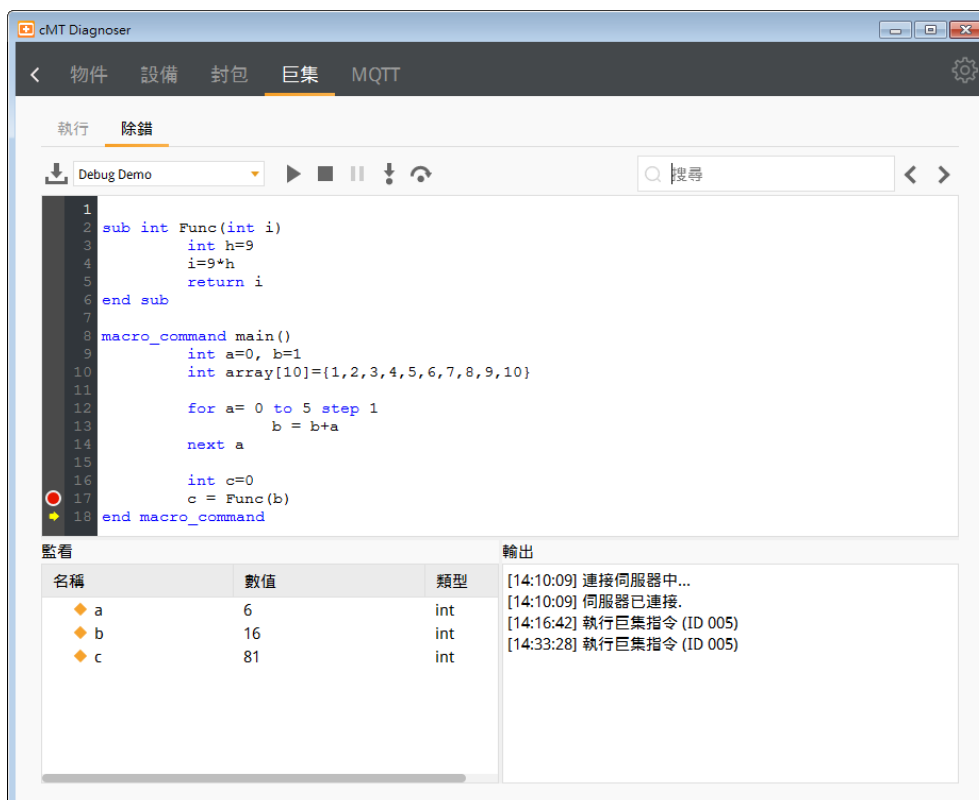 cMT Diagnoser
物件 設備 封包 巨集 MQTT
執行 除錯
Debug Demo 搜尋
1
2 sub int Func(int i)
3 int h=9
4 i=9*h
5 return i
6 end sub
7
8 macro_command main()
9 int a=0, b=1
10 int array[10]={1,2,3,4,5,6,7,8,9,10}
11
12 for a= 0 to 5 step 1
13 b = b+a
14 next a
15
16 int c=0
17 c = Func(b)
18 end macro_command
監看
名稱 數值 類型
a 6 int
b 16 int
c 81 int
輸出
[14:10:09] 連接伺服器中...
[14:10:09] 伺服器已連接.
[14:16:42] 執行巨集指令 (ID 005)
[14:33:28] 執行巨集指令 (ID 005)